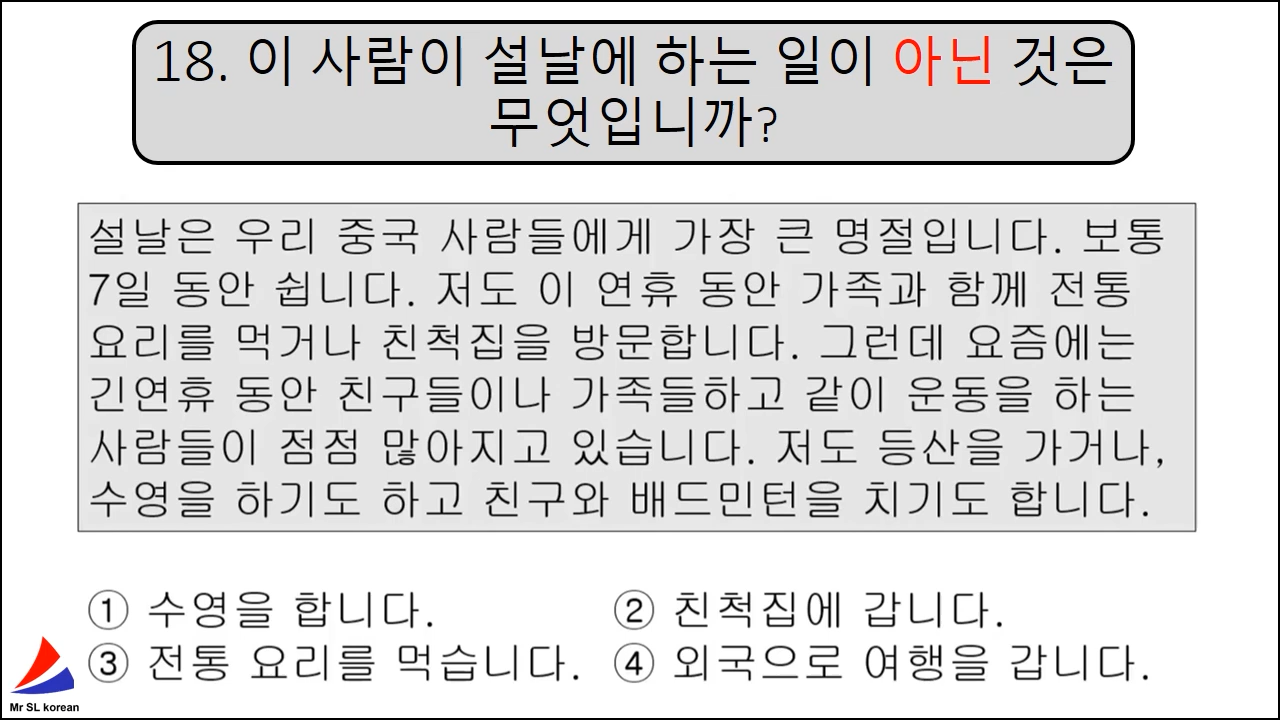 18. 이 사람이 설날에 하는 일이 아닌 것은
무엇입니까?
설날은 우리 중국 사람들에게 가장 큰 명절입니다. 보통
7일 동안 쉽니다. 저도 이 연휴 동안 가족과 함께 전통
요리를 먹거나 친척집을 방문합니다. 그런데 요즘에는
긴연휴 동안 친구들이나 가족들하고 같이 운동을 하는
사람들이 점점 많아지고 있습니다. 저도 등산을 가거나,
수영을 하기도 하고 친구와 배드민턴을 치기도 합니다.
① 수영을 합니다. ② 친척집에 갑니다.
③ 전통 요리를 먹습니다. ④ 외국으로 여행을 갑니다.
Mr SL korean